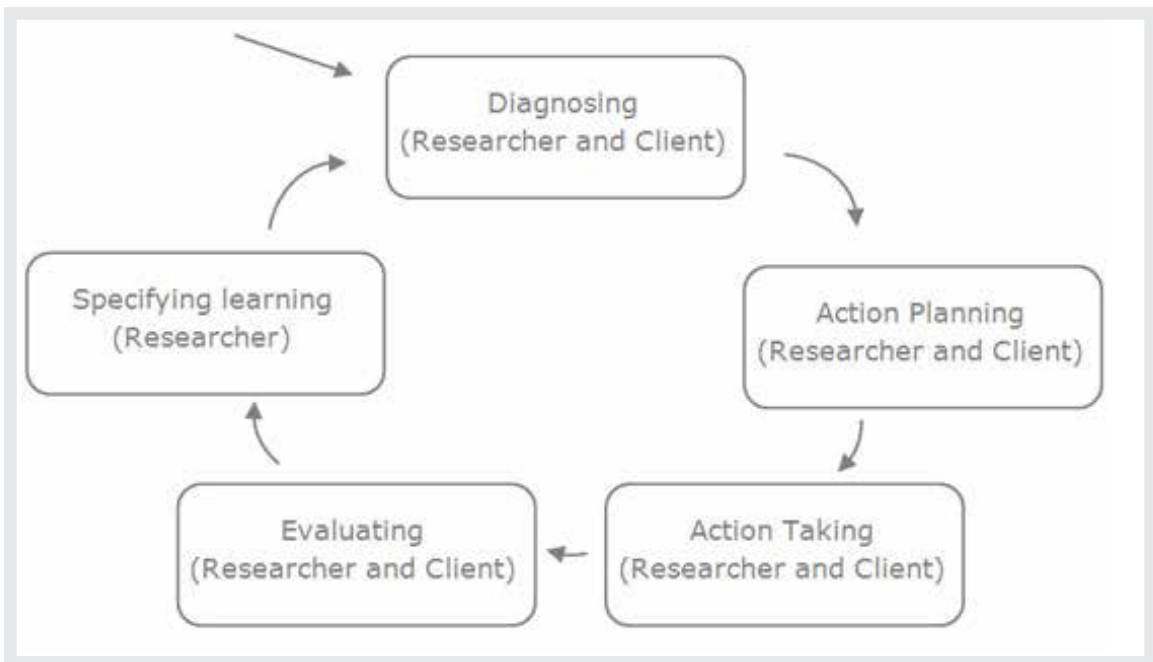 Diagnosing
(Researcher and Client)
Specifying learning
(Researcher)
Action Planning
(Researcher and Client)
Evaluating
(Researcher and Client)
Action Taking
(Researcher and Client)